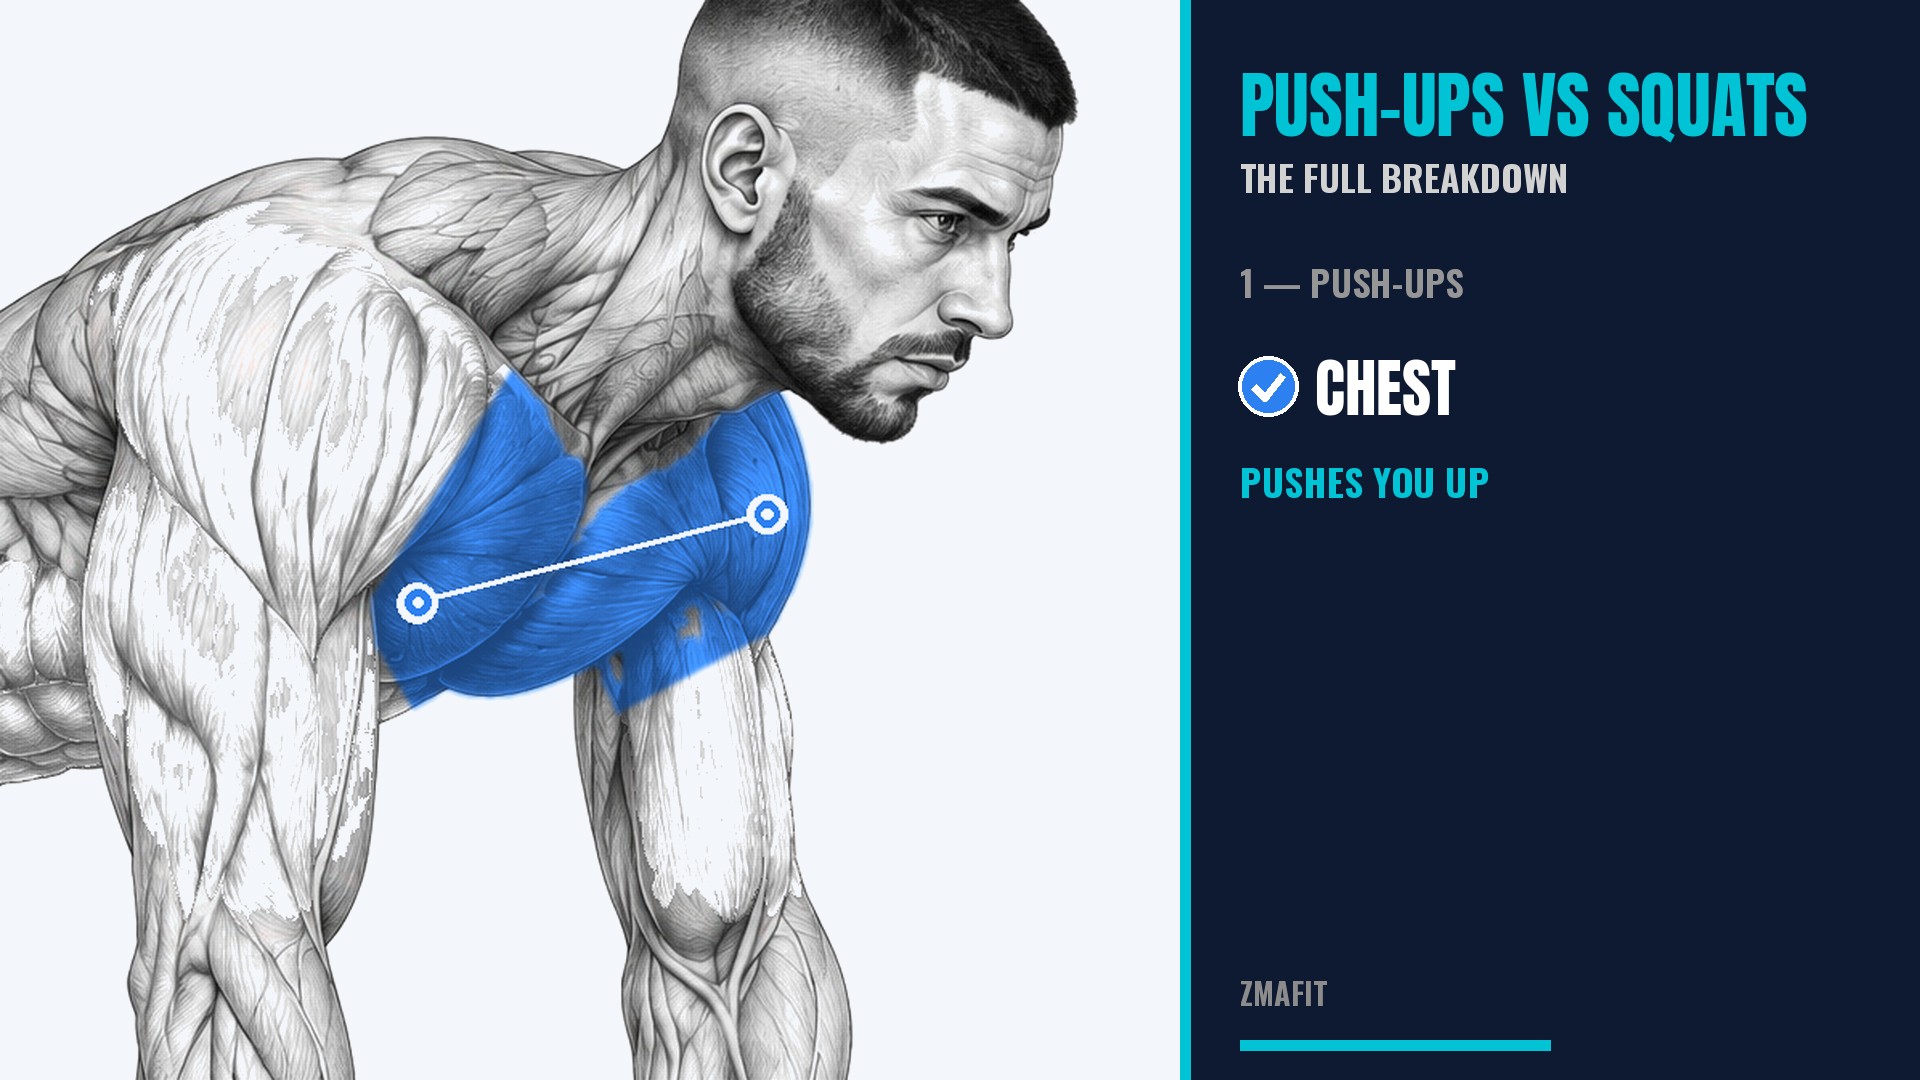 PUSH-UPS VS SQUATS
THE FULL BREAKDOWN
1 — PUSH-UPS
CHEST
PUSHES YOU UP
ZMAFIT